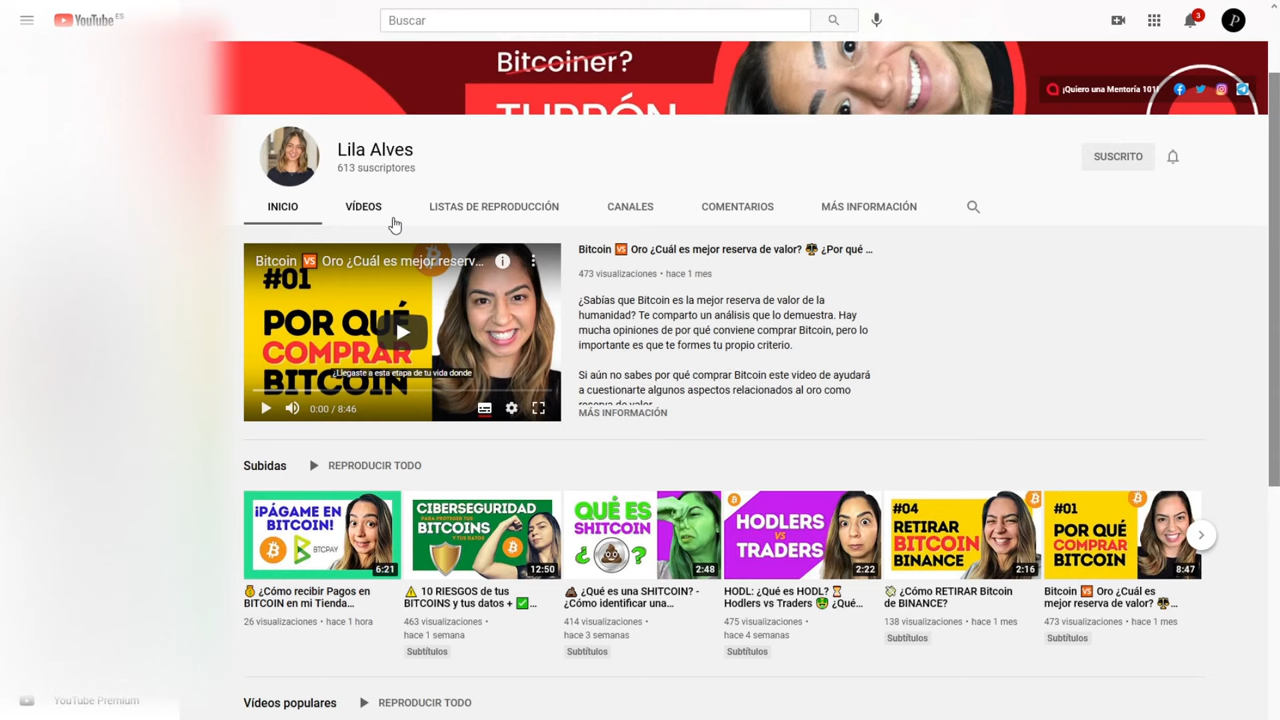 YouTube ES
Buscar
3
Bitcoiner?
TURRÓN
¡Quiero una Mentoría 101!
Lila Alves
613 suscriptores
SUSCRITO
INICIO
VÍDEOS
LISTAS DE REPRODUCCIÓN
CANALES
COMENTARIOS
MÁS INFORMACIÓN
Bitcoin 🆚 Oro ¿Cuál es mejor reserv...
#01
POR QUÉ
COMPRAR
BITCOIN
¿Llegaste a esta etapa de tu vida donde
0:00 / 8:46
Bitcoin 🆚 Oro ¿Cuál es mejor reserva de valor? ¿Por qué ...
473 visualizaciones • hace 1 mes
¿Sabías que Bitcoin es la mejor reserva de valor de la
humanidad? Te comparto un análisis que lo demuestra. Hay
mucha opiniones de por qué conviene comprar Bitcoin, pero lo
importante es que te formes tu propio criterio.
Si aún no sabes por qué comprar Bitcoin este vídeo de ayudará
a cuestionarte algunos aspectos relacionados al oro como
reserva de valor
MÁS INFORMACIÓN
Subidas
REPRODUCIR TODO
¡PÁGAME EN
BITCOIN!
BTCPAY
6:21
¿Cómo recibir Pagos en
BITCOIN en mi Tienda...
26 visualizaciones • hace 1 hora
CIBERSEGURIDAD
PARA PROTEGER TUS
BITCOINS
Y TUS DATOS
12:50
10 RIESGOS de tus
BITCOINS y tus datos + ✅ ...
463 visualizaciones •
hace 1 semana
Subtítulos
QUÉ ES
SHITCOIN
¿ ?
2:48
¿Qué es una SHITCOIN? -
¿Cómo identificar una...
414 visualizaciones •
hace 3 semanas
Subtítulos
HODLERS
VS
TRADERS
2:22
HODL: ¿Qué es HODL?
Hodlers vs Traders ¿Qué...
475 visualizaciones •
hace 4 semanas
Subtítulos
#04
RETIRAR
BITCOIN
BINANCE
2:16
¿Cómo RETIRAR Bitcoin
de BINANCE?
138 visualizaciones • hace 1 mes
Subtítulos
#01
POR QUÉ
COMPRAR
BITCOIN
8:47
Bitcoin 🆚 Oro ¿Cuál es
mejor reserva de valor? ...
473 visualizaciones • hace 1 mes
Subtítulos
YouTube Premium
Vídeos populares
REPRODUCIR TODO